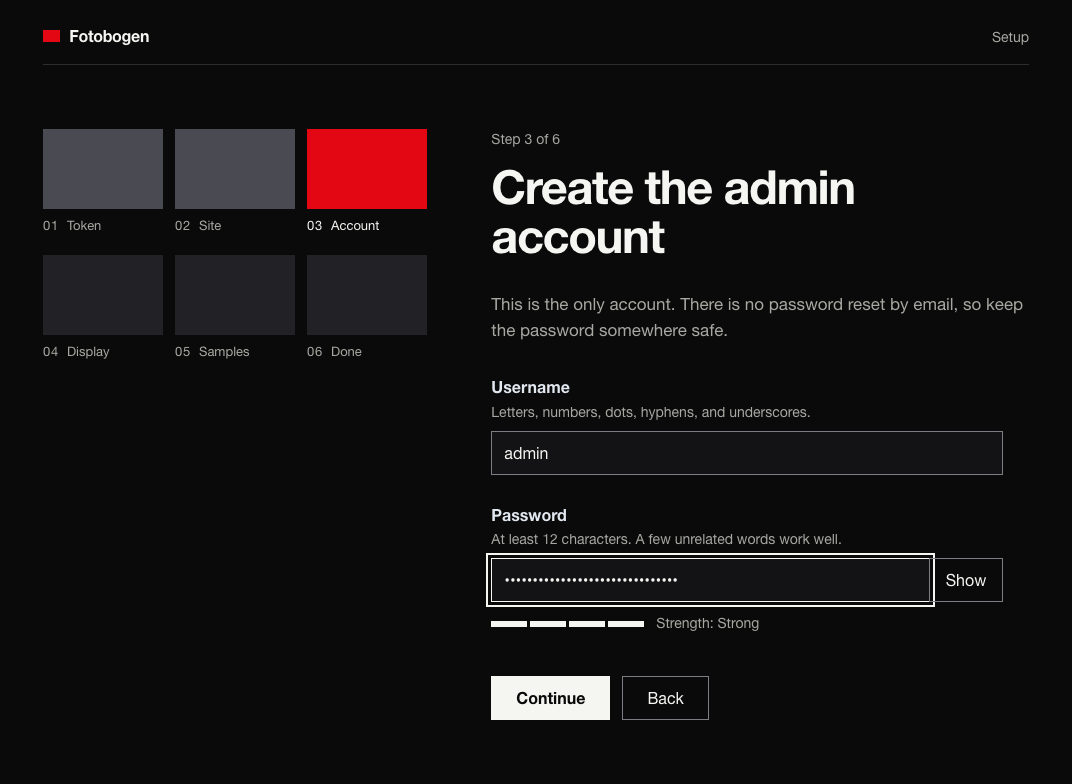 Fotobogen
Setup
01 Token
02 Site
03 Account
04 Display
05 Samples
06 Done
Step 3 of 6
Create the admin
account
This is the only account. There is no password reset by email, so keep
the password somewhere safe.
Username
Letters, numbers, dots, hyphens, and underscores.
admin
Password
At least 12 characters. A few unrelated words work well.
•••••••••••••••••••••••••••••••
Show
Strength: Strong
Continue
Back